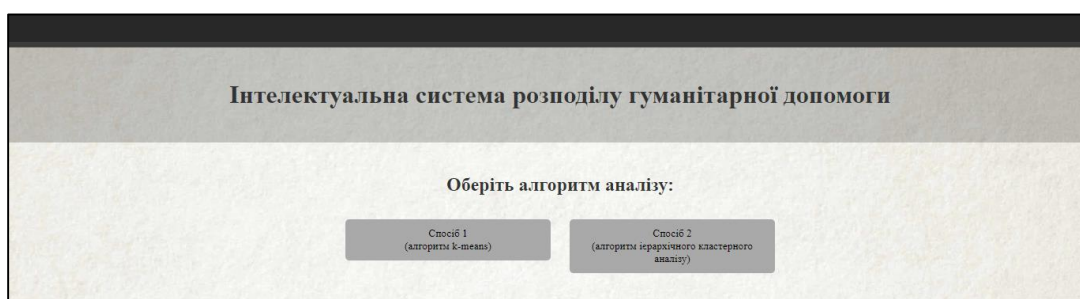 Інтелектуальна система розподілу гуманітарної допомоги
Оберіть алгоритм аналізу:
Спосіб 1
(алгоритм k-means)
Спосіб 2
(алгоритм ієрархічного кластерного
аналізу)